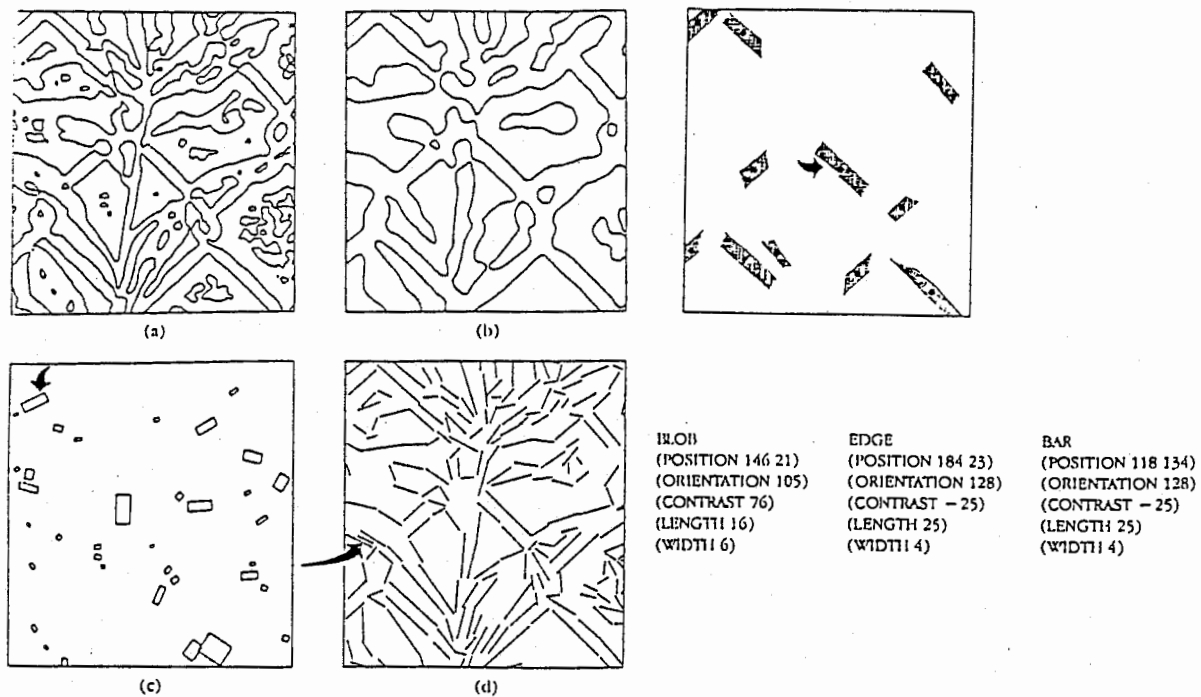 (a)
(b)
(c)
(d)
BLOB
(POSITION 146 21)
(ORIENTATION 105)
(CONTRAST 76)
(LENGTH 16)
(WIDTH 6)
EDGE
(POSITION 184 23)
(ORIENTATION 128)
(CONTRAST −25)
(LENGTH 25)
(WIDTH 4)
BAR
(POSITION 118 134)
(ORIENTATION 128)
(CONTRAST −25)
(LENGTH 25)
(WIDTH 4)